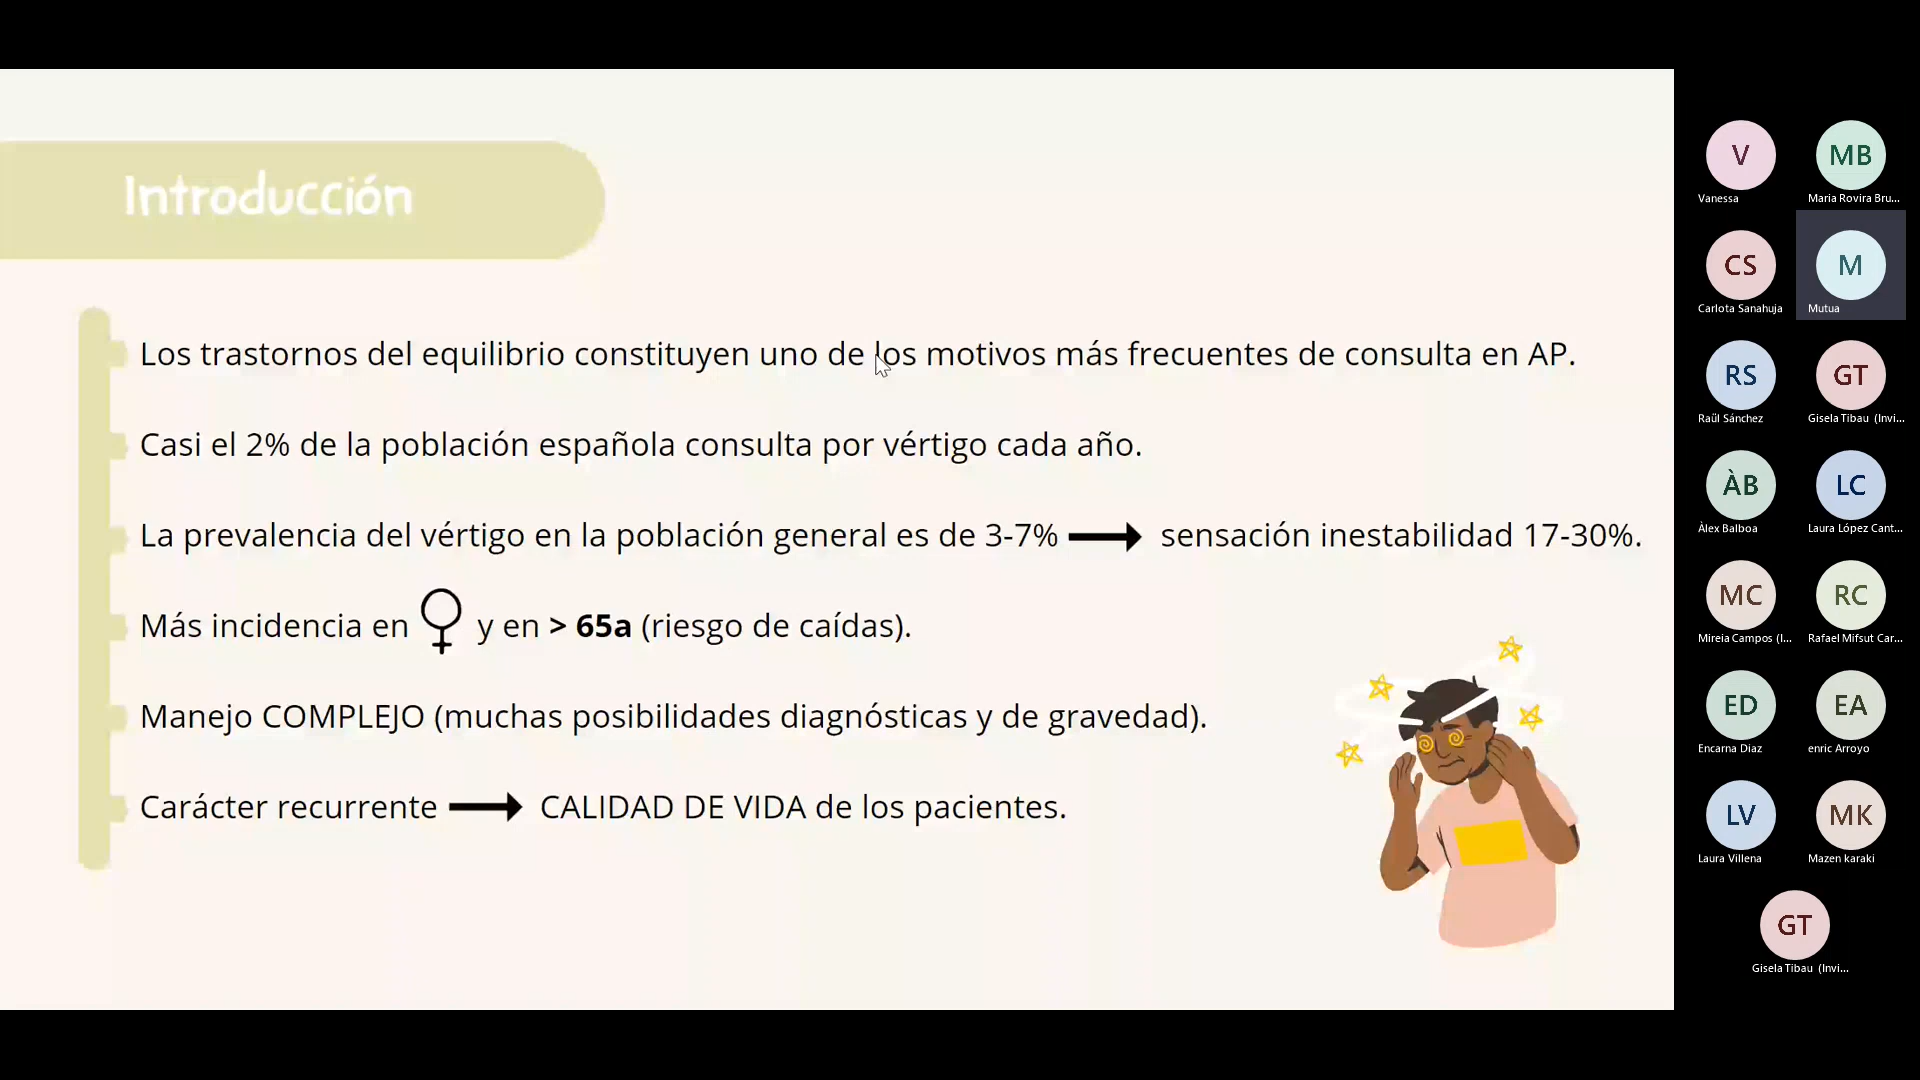 Introducción
Los trastornos del equilibrio constituyen uno de los motivos más frecuentes de consulta en AP.
Casi el 2% de la población española consulta por vértigo cada año.
La prevalencia del vértigo en la población general es de 3-7% → sensación inestabilidad 17-30%.
Más incidencia en ♀ y en > 65a (riesgo de caídas).
Manejo COMPLEJO (muchas posibilidades diagnósticas y de gravedad).
Carácter recurrente → CALIDAD DE VIDA de los pacientes.
V MB
Vanessa Maria Rovira Bru...
CS M
Carlota Sanahuja Mutua
RS GT
Raül Sánchez Gisela Tibau (Invi...
ÀB LC
Àlex Balboa Laura López Cant...
MC RC
Mireia Campos (I... Rafael Mifsut Car...
ED EA
Encarna Diaz enric Arroyo
LV MK
Laura Villena Mazen karaki
GT
Gisela Tibau (Invi...